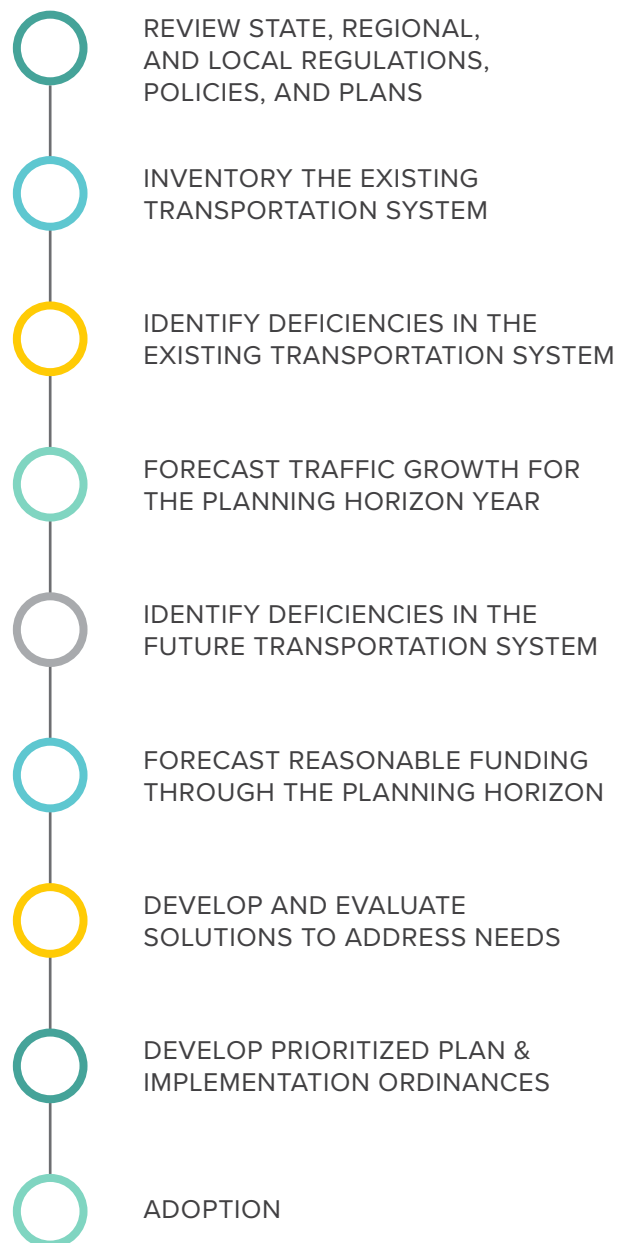 REVIEW STATE, REGIONAL,
AND LOCAL REGULATIONS,
POLICIES, AND PLANS
INVENTORY THE EXISTING
TRANSPORTATION SYSTEM
IDENTIFY DEFICIENCIES IN THE
EXISTING TRANSPORTATION SYSTEM
FORECAST TRAFFIC GROWTH FOR
THE PLANNING HORIZON YEAR
IDENTIFY DEFICIENCIES IN THE
FUTURE TRANSPORTATION SYSTEM
FORECAST REASONABLE FUNDING
THROUGH THE PLANNING HORIZON
DEVELOP AND EVALUATE
SOLUTIONS TO ADDRESS NEEDS
DEVELOP PRIORITIZED PLAN &
IMPLEMENTATION ORDINANCES
ADOPTION